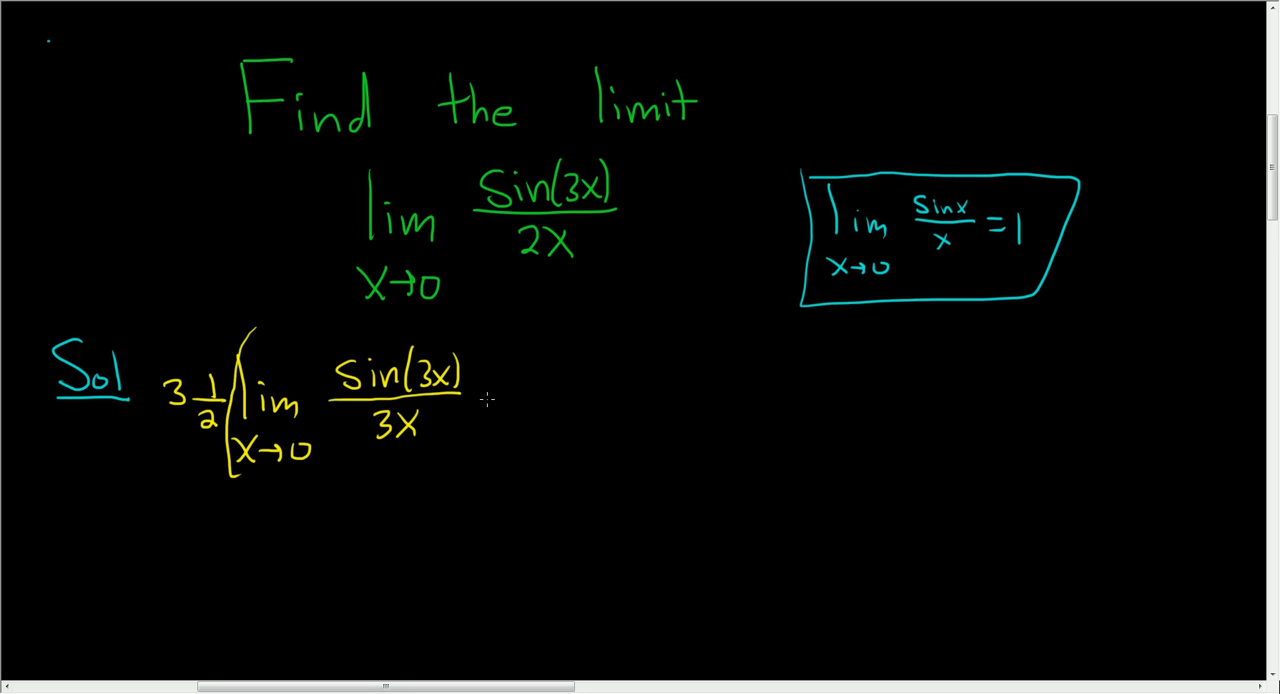 Find the limit
lim x→0 sin(3x)/2x
lim x→0 sinx/x = 1
Sol 3 1/2 [lim x→0 sin(3x)/3x